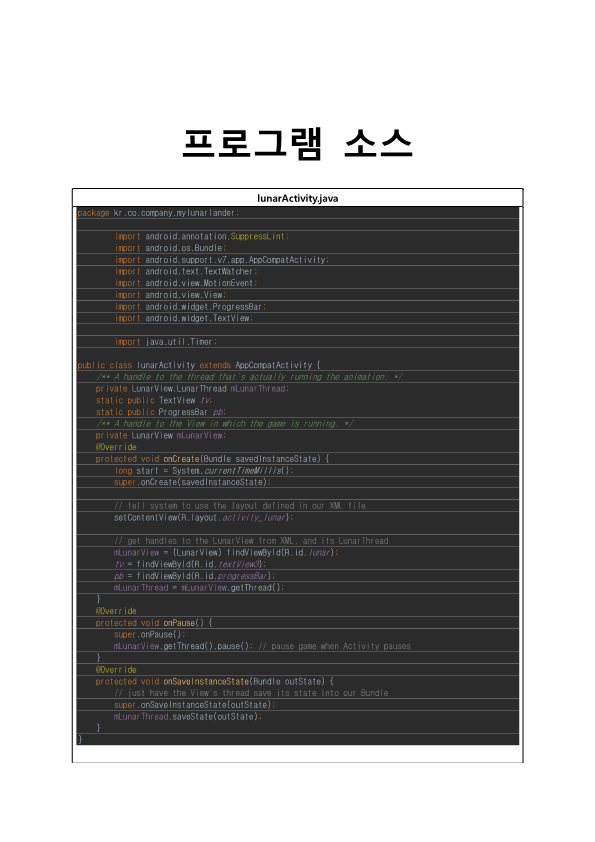 프로그램 소스
lunarActivity.java
package kr.co.company.mylunarlander;
import android.annotation.SuppressLint;
import android.os.Bundle;
import android.support.v7.app.AppCompatActivity;
import android.text.TextWatcher;
import android.view.MotionEvent;
import android.view.View;
import android.widget.ProgressBar;
import android.widget.TextView;
import java.util.Timer;
public class lunarActivity extends AppCompatActivity {
/** A handle to the thread that's actually running the animation. */
private LunarView.LunarThread mLunarThread;
static public TextView tv;
static public ProgressBar pb;
/** A handle to the View in which the game is running. */
private LunarView mLunarView;
@Override
protected void onCreate(Bundle savedInstanceState) {
long start = System.currentTimeMillis();
super.onCreate(savedInstanceState);
// tell system to use the layout defined in our XML file
setContentView(R.layout.activity_lunar);
// get handles to the LunarView from XML, and its LunarThread
mLunarView = (LunarView) findViewById(R.id.lunar);
tv = findViewById(R.id.textView3);
pb = findViewById(R.id.progressBar);
mLunarThread = mLunarView.getThread();
}
@Override
protected void onPause() {
super.onPause();
mLunarView.getThread().pause(); // pause game when Activity pauses
}
@Override
protected void onSaveInstanceState(Bundle outState) {
// just have the View's thread save its state into our Bundle
super.onSaveInstanceState(outState);
mLunarThread.saveState(outState);
}
}